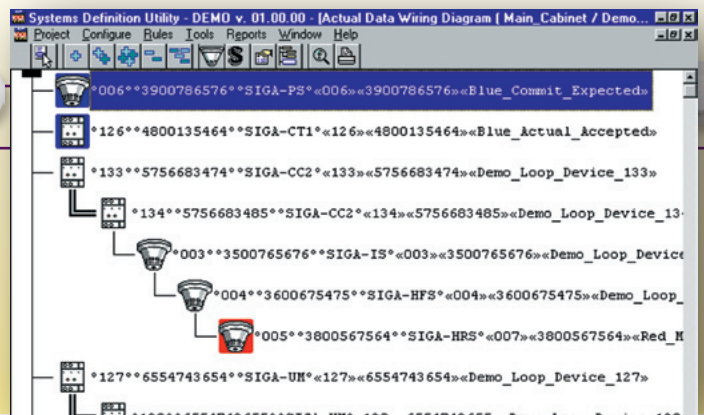 Systems Definition Utility - DEMO v. 01.00.00 - [Actual Data Wiring Diagram ( Main_Cabinet / Demo...
Project Configure Rules Tools Reports Window Help
°006°°3900786576°°SIGA-PS°«006»«3900786576»«Blue_Commit_Expected»
°126°°4800135464°°SIGA-CT1°«126»«4800135464»«Blue_Actual_Accepted»
°133°°5756683474°°SIGA-CC2°«133»«5756683474»«Demo_Loop_Device_133»
°134°°5756683485°°SIGA-CC2°«134»«5756683485»«Demo_Loop_Device_13
°003°°3500765676°°SIGA-IS°«003»«3500765676»«Demo_Loop_Device
°004°°3600675475°°SIGA-HFS°«004»«3600675475»«Demo_Loop_
°005°°3800567564°°SIGA-HRS°«007»«3800567564»«Red_M
°127°°6554743654°°SIGA-UM°«127»«6554743654»«Demo_Loop_Device_127»